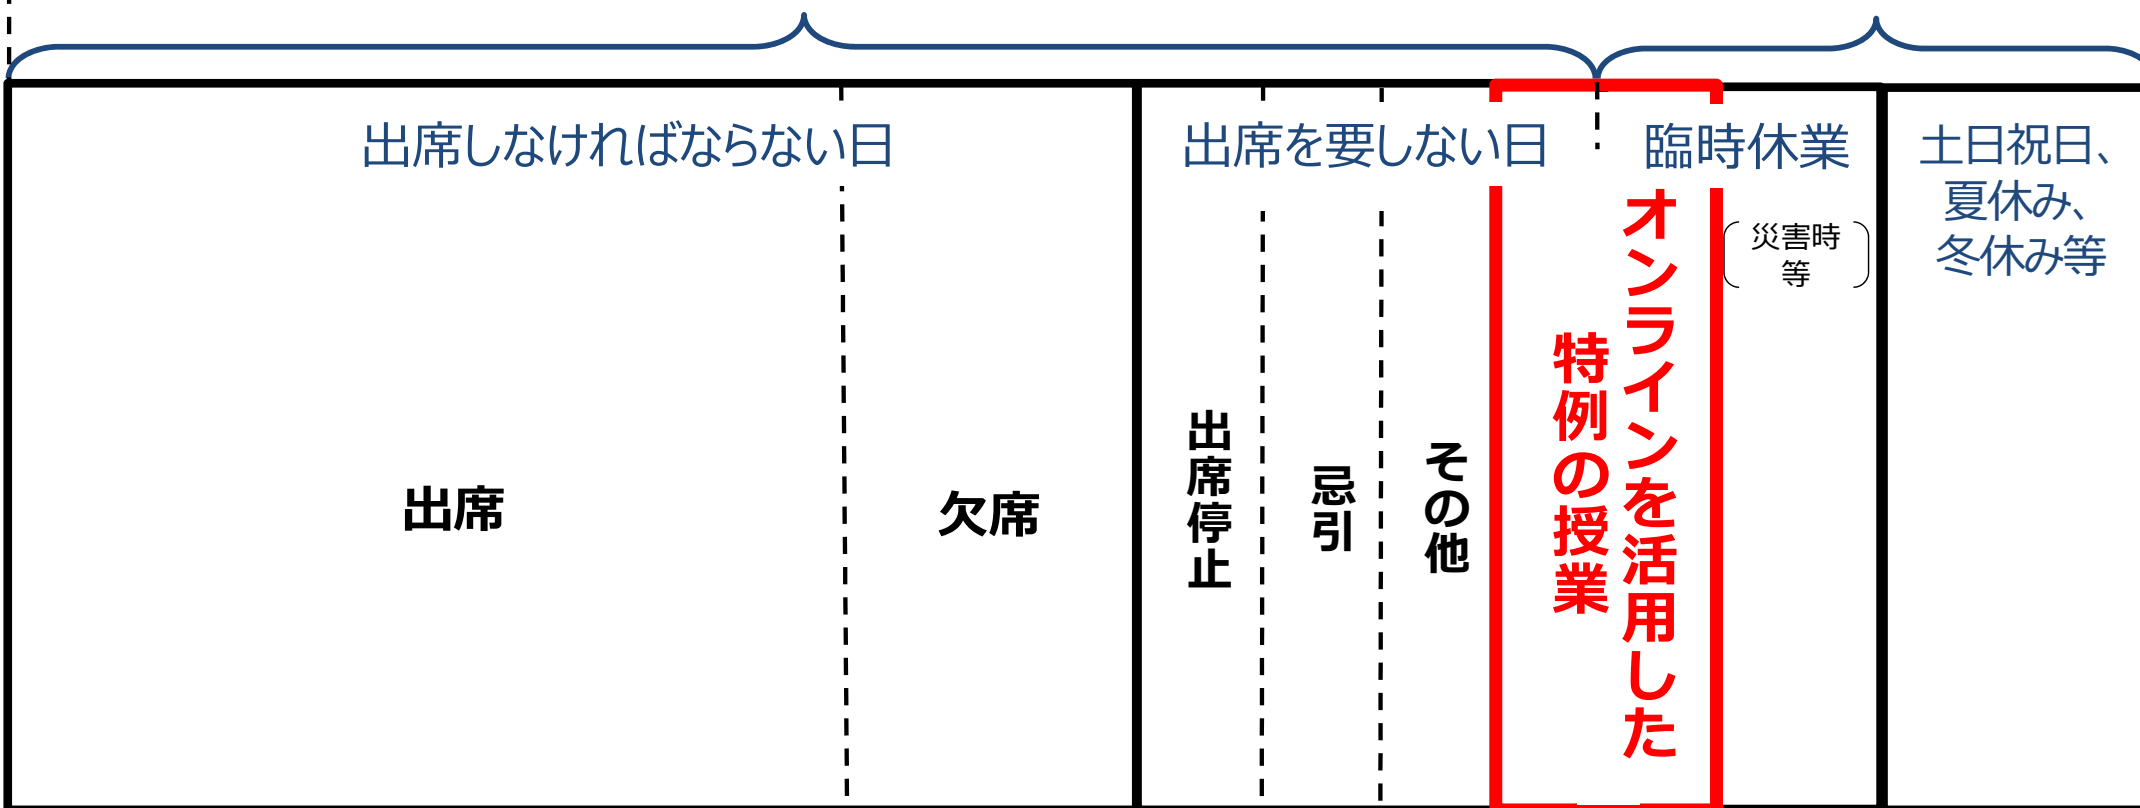 出席しなければならない日
出席を要しない日
臨時休業
土日祝日、
夏休み、
冬休み等
災害時
等
出席
欠席
出席停止
忌引
その他
オンラインを活用した
特例の授業